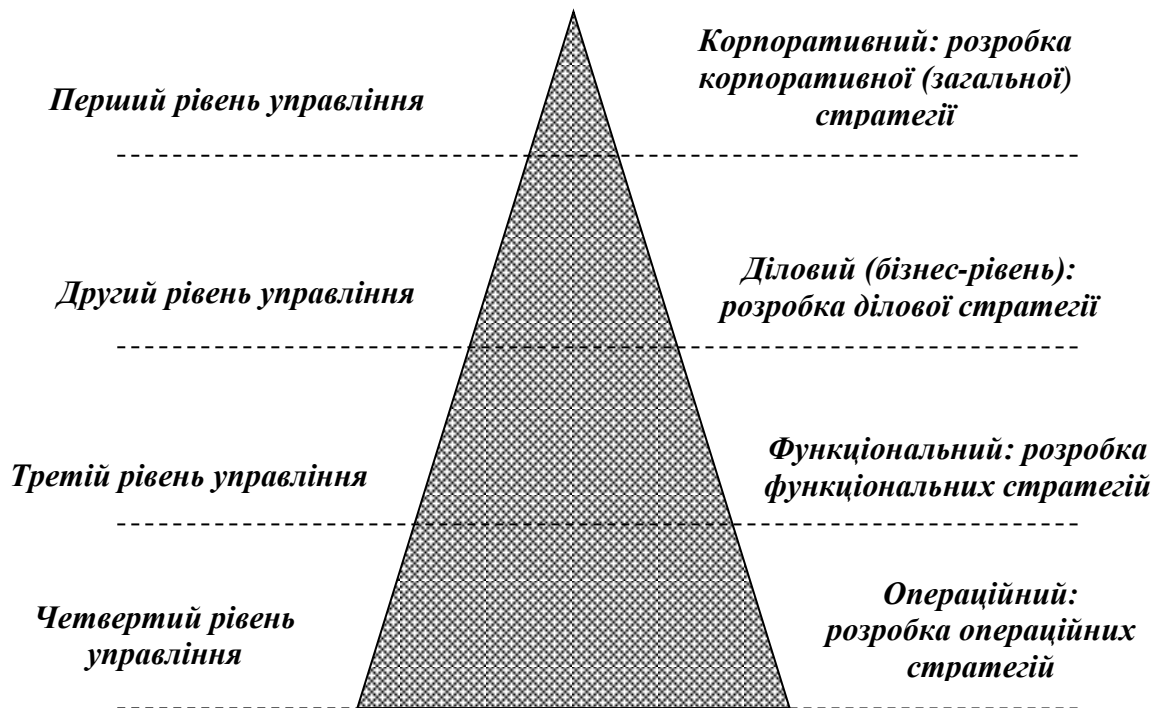 Перший рівень управління
Корпоративний: розробка
корпоративної (загальної)
стратегії
Другий рівень управління
Діловий (бізнес-рівень):
розробка ділової стратегії
Третій рівень управління
Функціональний: розробка
функціональних стратегій
Четвертий рівень
управління
Операційний:
розробка операційних
стратегій